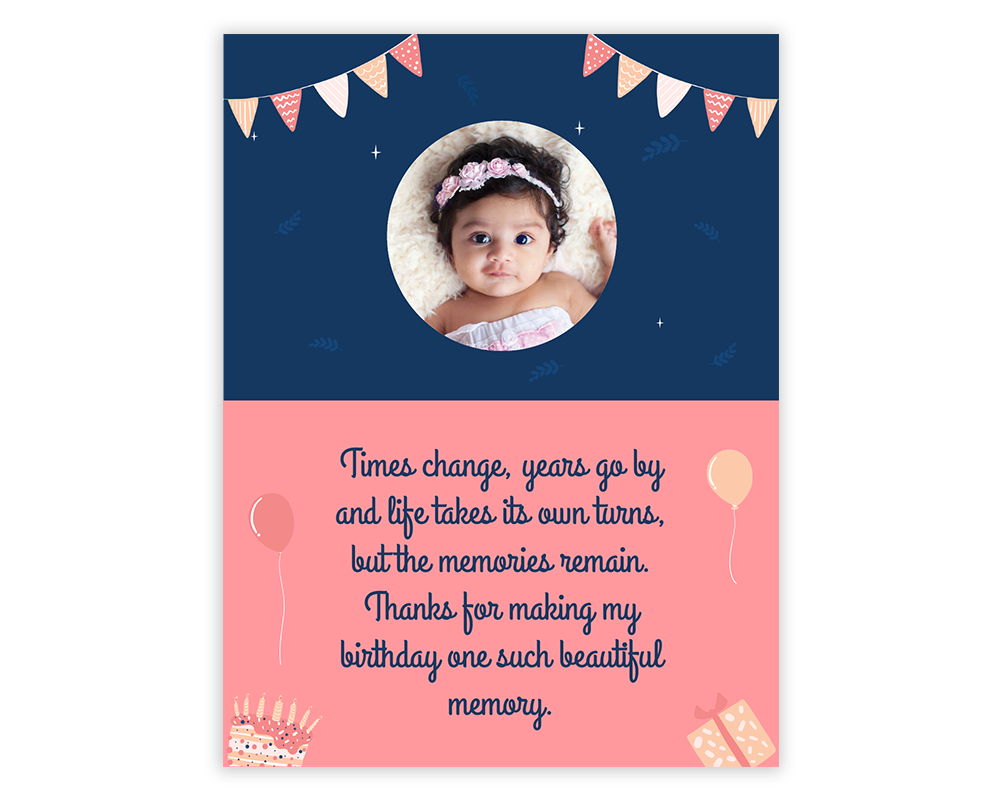 Times change, years go by
and life takes its own turns,
but the memories remain.
Thanks for making my
birthday one such beautiful
memory.